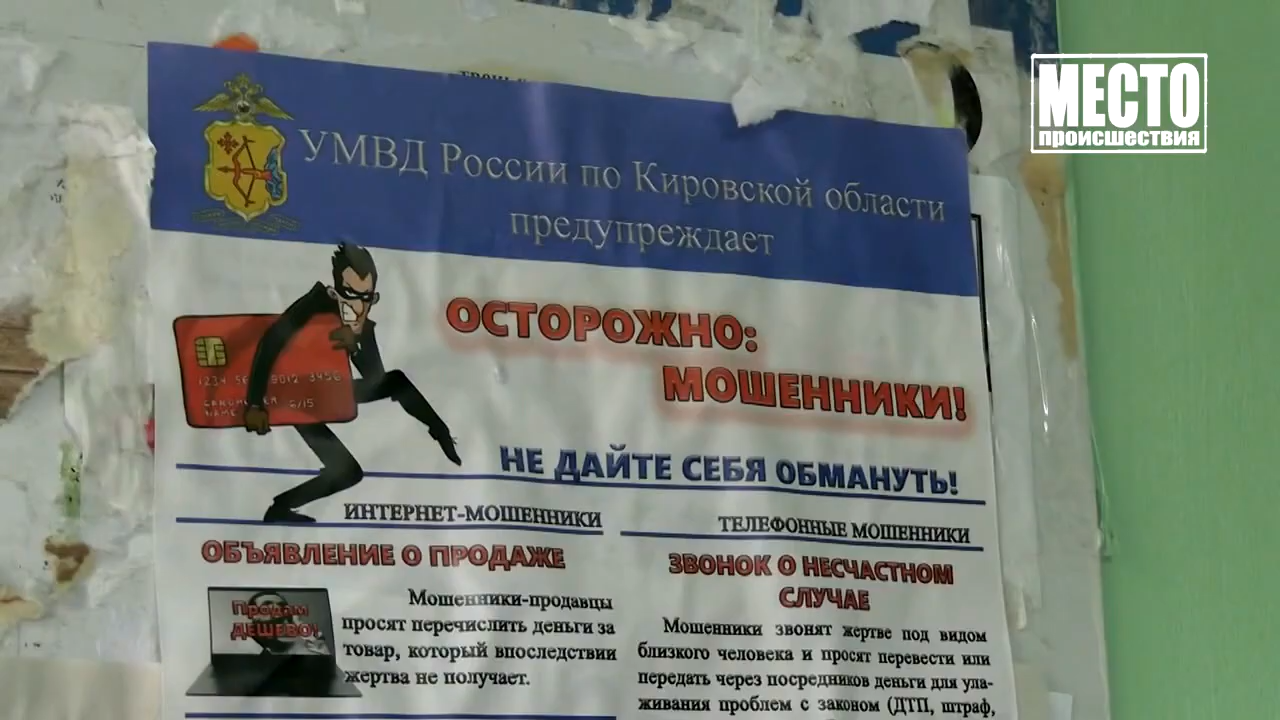 МЕСТО
ПРОИСШЕСТВИЯ
УМВД России по Кировской области
предупреждает
ОСТОРОЖНО:
МОШЕННИКИ!
НЕ ДАЙТЕ СЕБЯ ОБМАНУТЬ!
ИНТЕРНЕТ-МОШЕННИКИ
ОБЪЯВЛЕНИЕ О ПРОДАЖЕ
Продам
ДЕШЕВО!
Мошенники-продавцы
просят перечислить деньги за
товар, который впоследствии
жертва не получает.
ТЕЛЕФОННЫЕ МОШЕННИКИ
ЗВОНОК О НЕСЧАСТНОМ
СЛУЧАЕ
Мошенники звонят жертве под видом
близкого человека и просят перевести или
передать через посредников деньги для ула-
живания проблем с законом (ДТП, штраф,